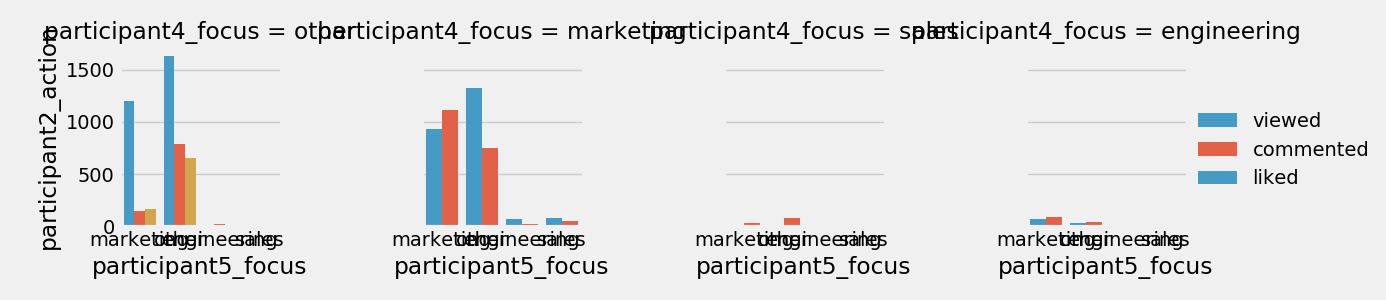 participant4_focus = other
participant4_focus = marketing
participant4_focus = sales
participant4_focus = engineering
participant2_action
1500
1000
500
0
viewed
commented
liked
marketing other engineering sales
marketing other engineering sales
marketing other engineering sales
marketing other engineering sales
participant5_focus
participant5_focus
participant5_focus
participant5_focus